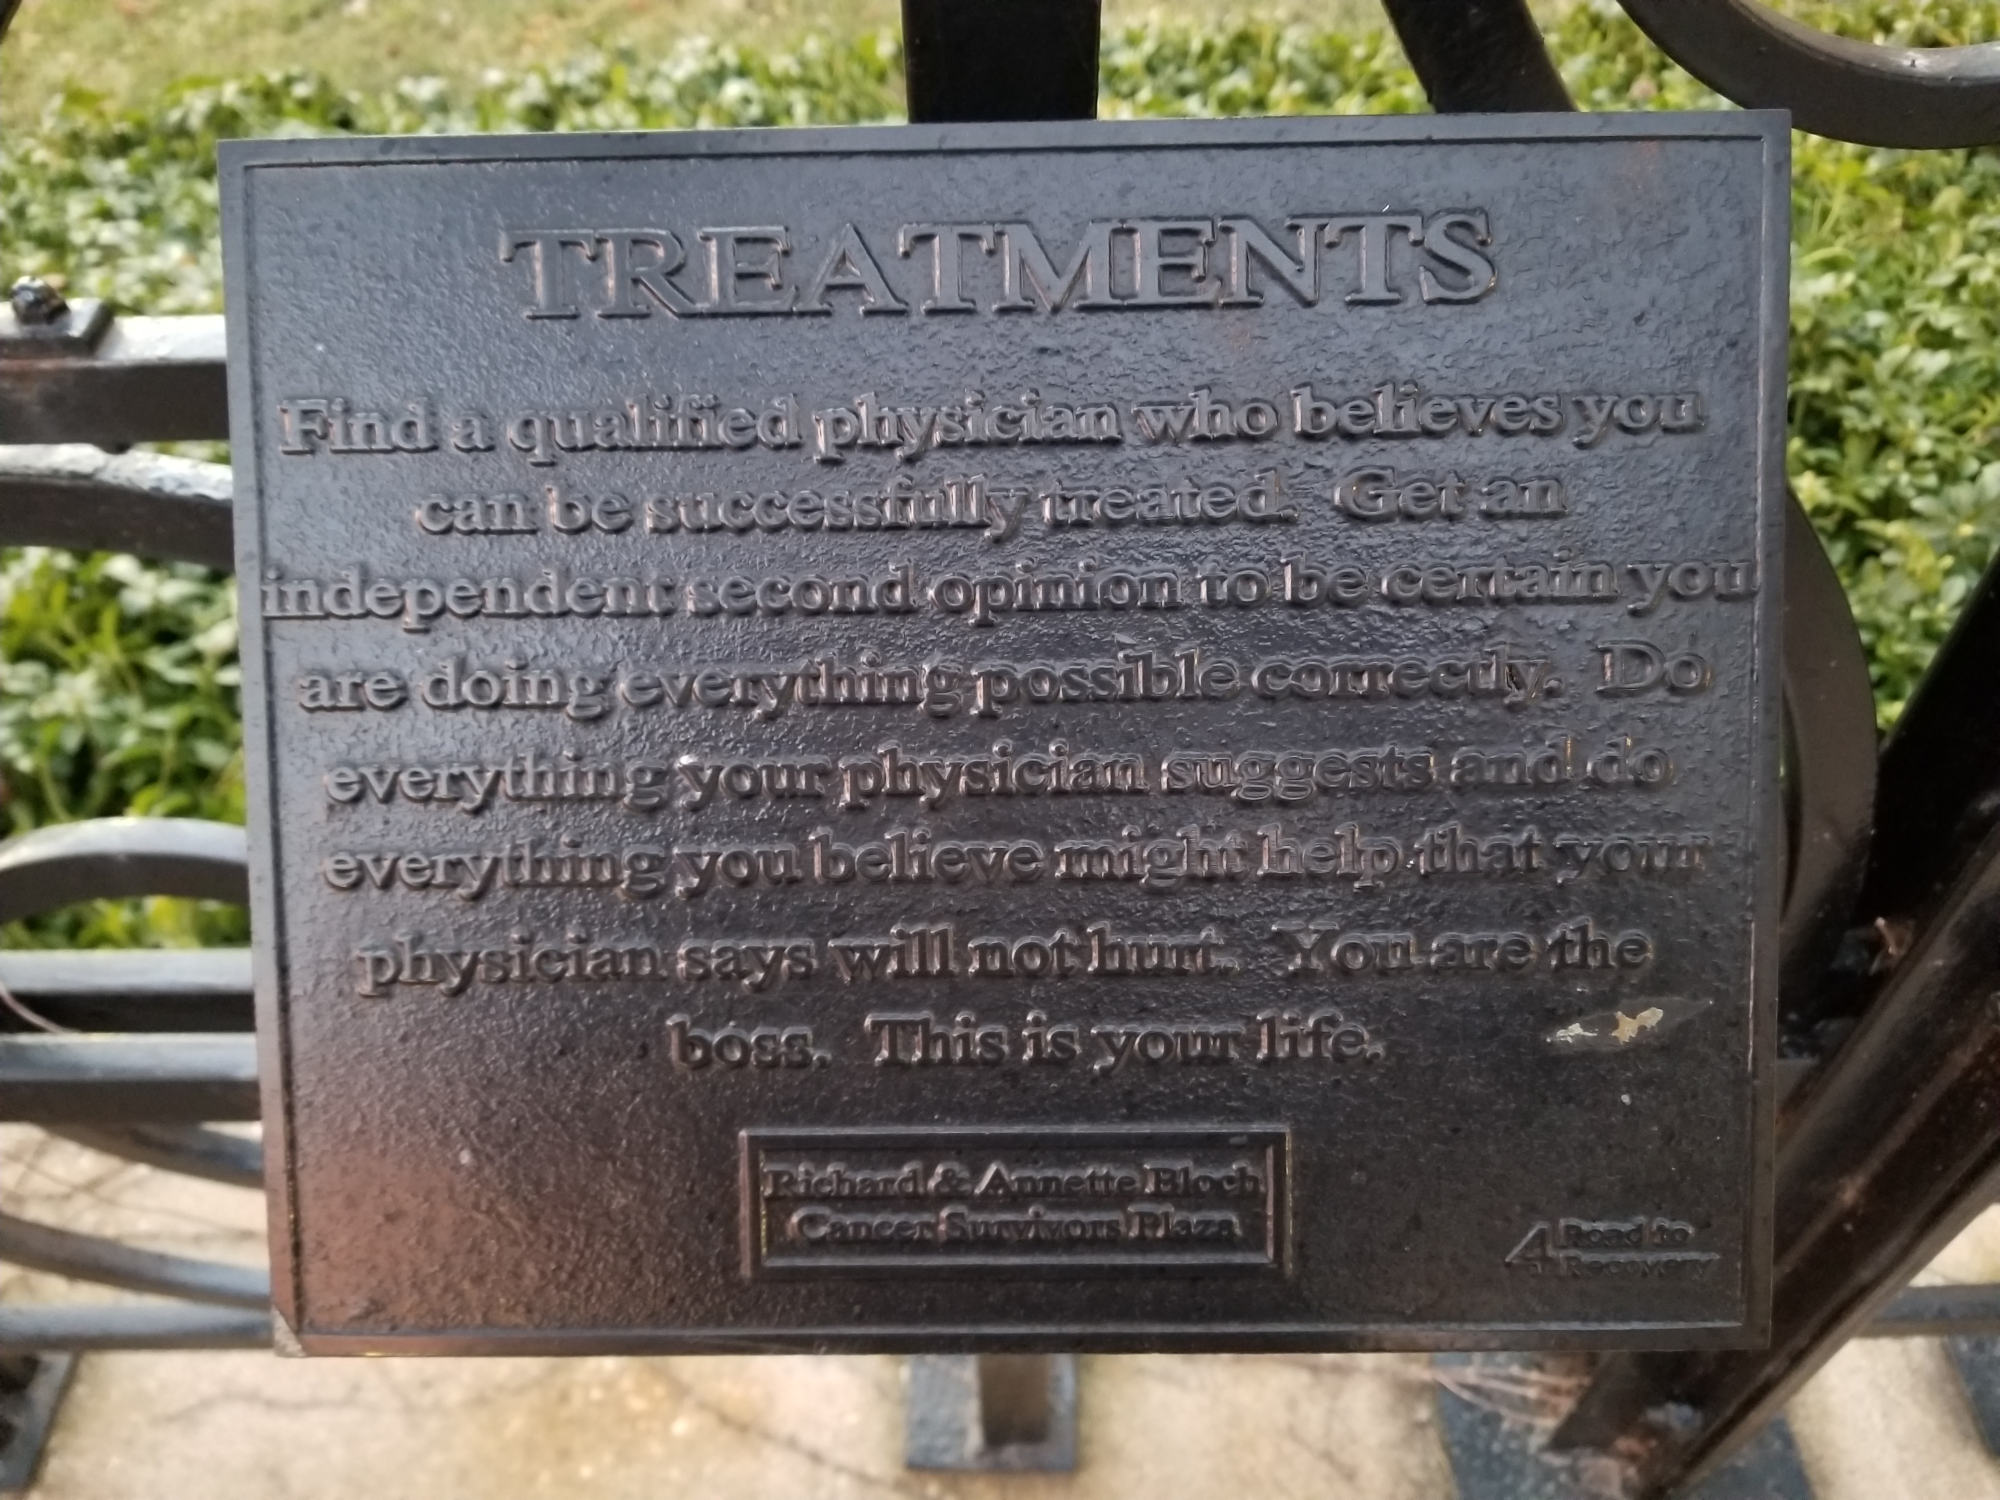 TREATMENTS
Find a qualified physician who believes you
can be successfully treated. Get an
independent second opinion to be certain you
are doing everything possible correctly. Do
everything your physician suggests and do
everything you believe might help that your
physician says will not hurt. You are the
boss. This is your life.
Richard & Annette Bloch
Cancer Survivors Plaza
4 Road to
Recovery